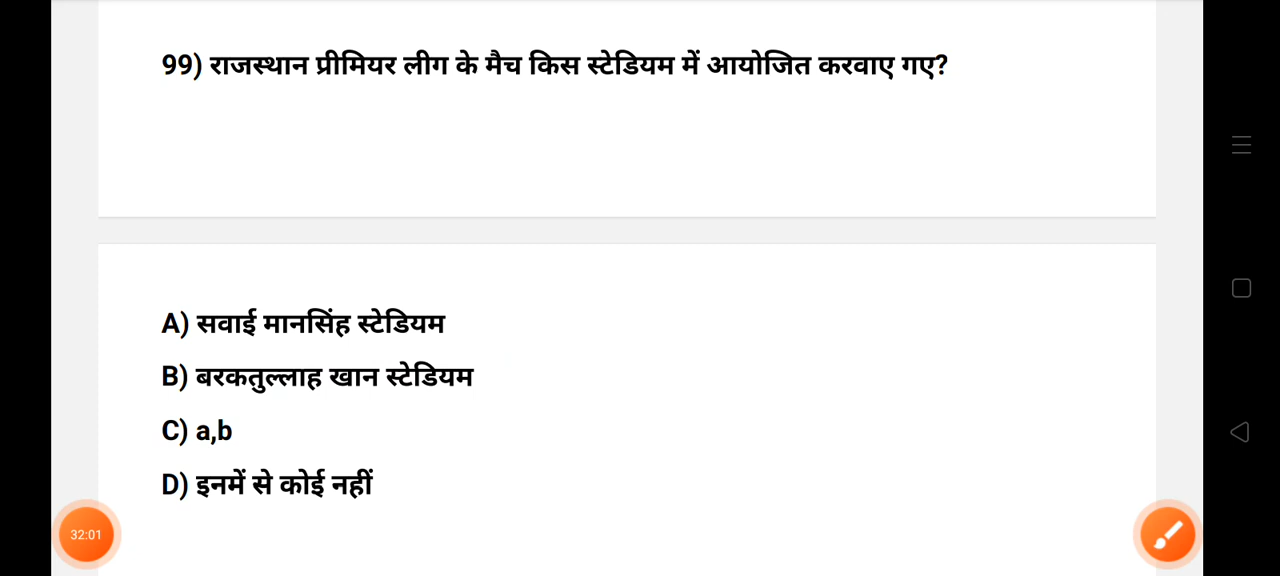 99) राजस्थान प्रीमियर लीग के मैच किस स्टेडियम में आयोजित करवाए गए?
A) सवाई मानसिंह स्टेडियम
B) बरकतुल्लाह खान स्टेडियम
C) a,b
D) इनमें से कोई नहीं
32:01